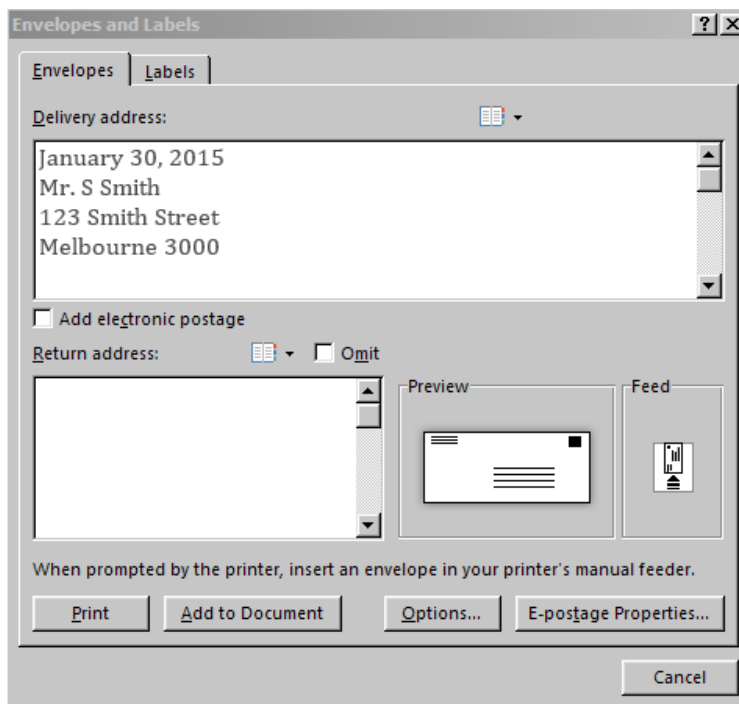 Envelopes and Labels
Envelopes Labels
Delivery address:
January 30, 2015
Mr. S Smith
123 Smith Street
Melbourne 3000
Add electronic postage
Return address: Omit
Preview Feed
When prompted by the printer, insert an envelope in your printer's manual feeder.
Print Add to Document Options... E-postage Properties...
Cancel